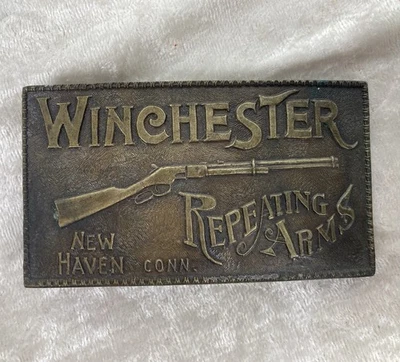 WINCHESTER
REPEATING
ARMS
NEW
HAVEN CONN.